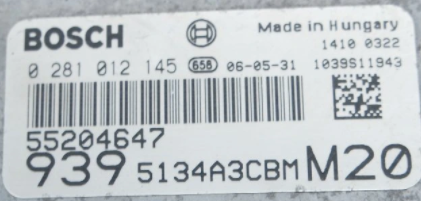 BOSCH Made in Hungary
1410 0322
0 281 012 145 658 06-05-31 1039S11943
55204647
939 5134A3CBM M20